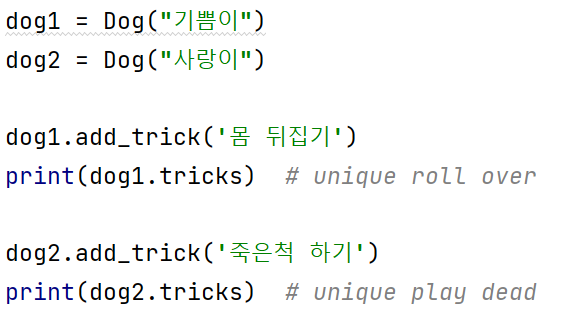 dog1 = Dog("기쁨이")
dog2 = Dog("사랑이")
dog1.add_trick('몸 뒤집기')
print(dog1.tricks)  # unique roll over
dog2.add_trick('죽은척 하기')
print(dog2.tricks)  # unique play dead